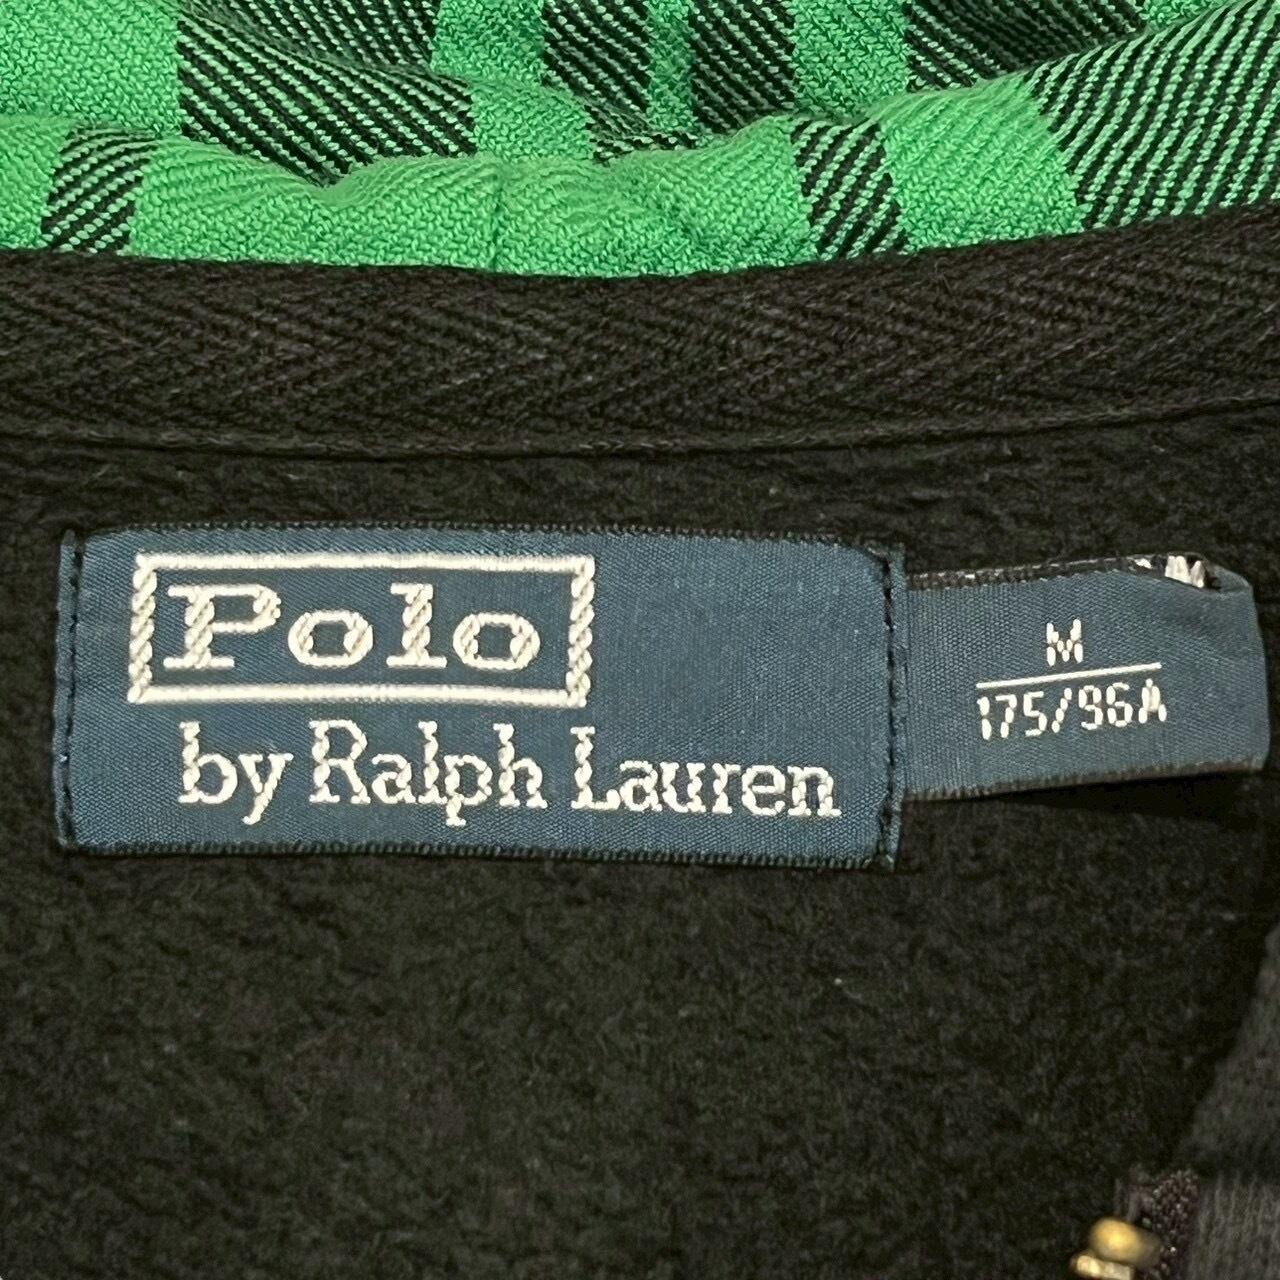 Polo
by Ralph Lauren
M
175/96A